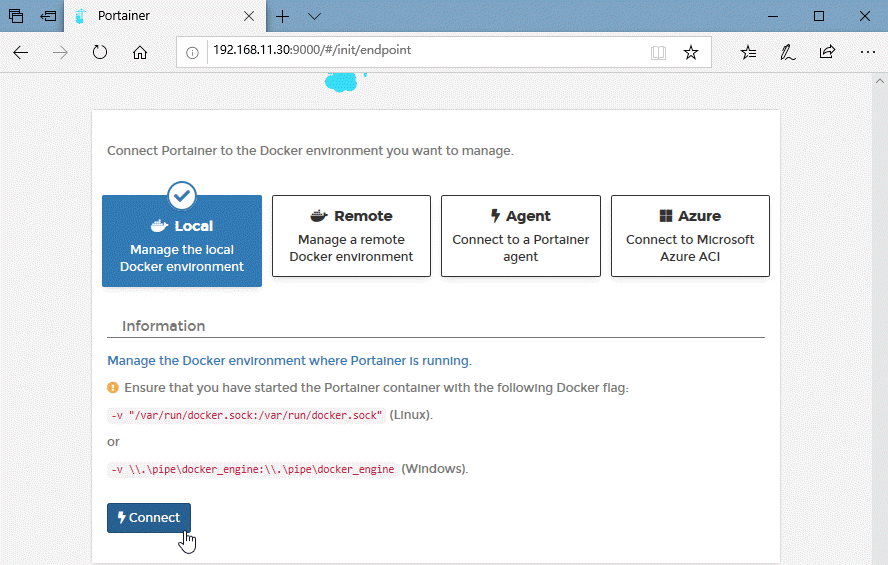 Portainer
192.168.11.30:9000/#/init/endpoint
Connect Portainer to the Docker environment you want to manage.
Local
Manage the local
Docker environment
Remote
Manage a remote
Docker environment
Agent
Connect to a Portainer
agent
Azure
Connect to Microsoft
Azure ACI
Information
Manage the Docker environment where Portainer is running.
Ensure that you have started the Portainer container with the following Docker flag:
-v "/var/run/docker.sock:/var/run/docker.sock" (Linux).
or
-v \\.\pipe\docker_engine:\\.\pipe\docker_engine (Windows).
Connect